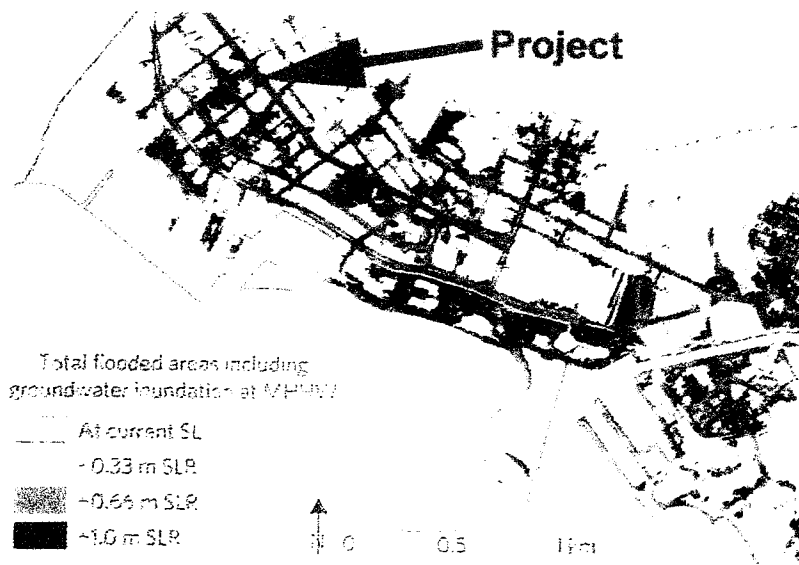 Project
Total flooded areas including
groundwater inundation at MHHW
At current SL
+0.33 m SLR
+0.66 m SLR
+1.0 m SLR
N 0 0.5 1 km